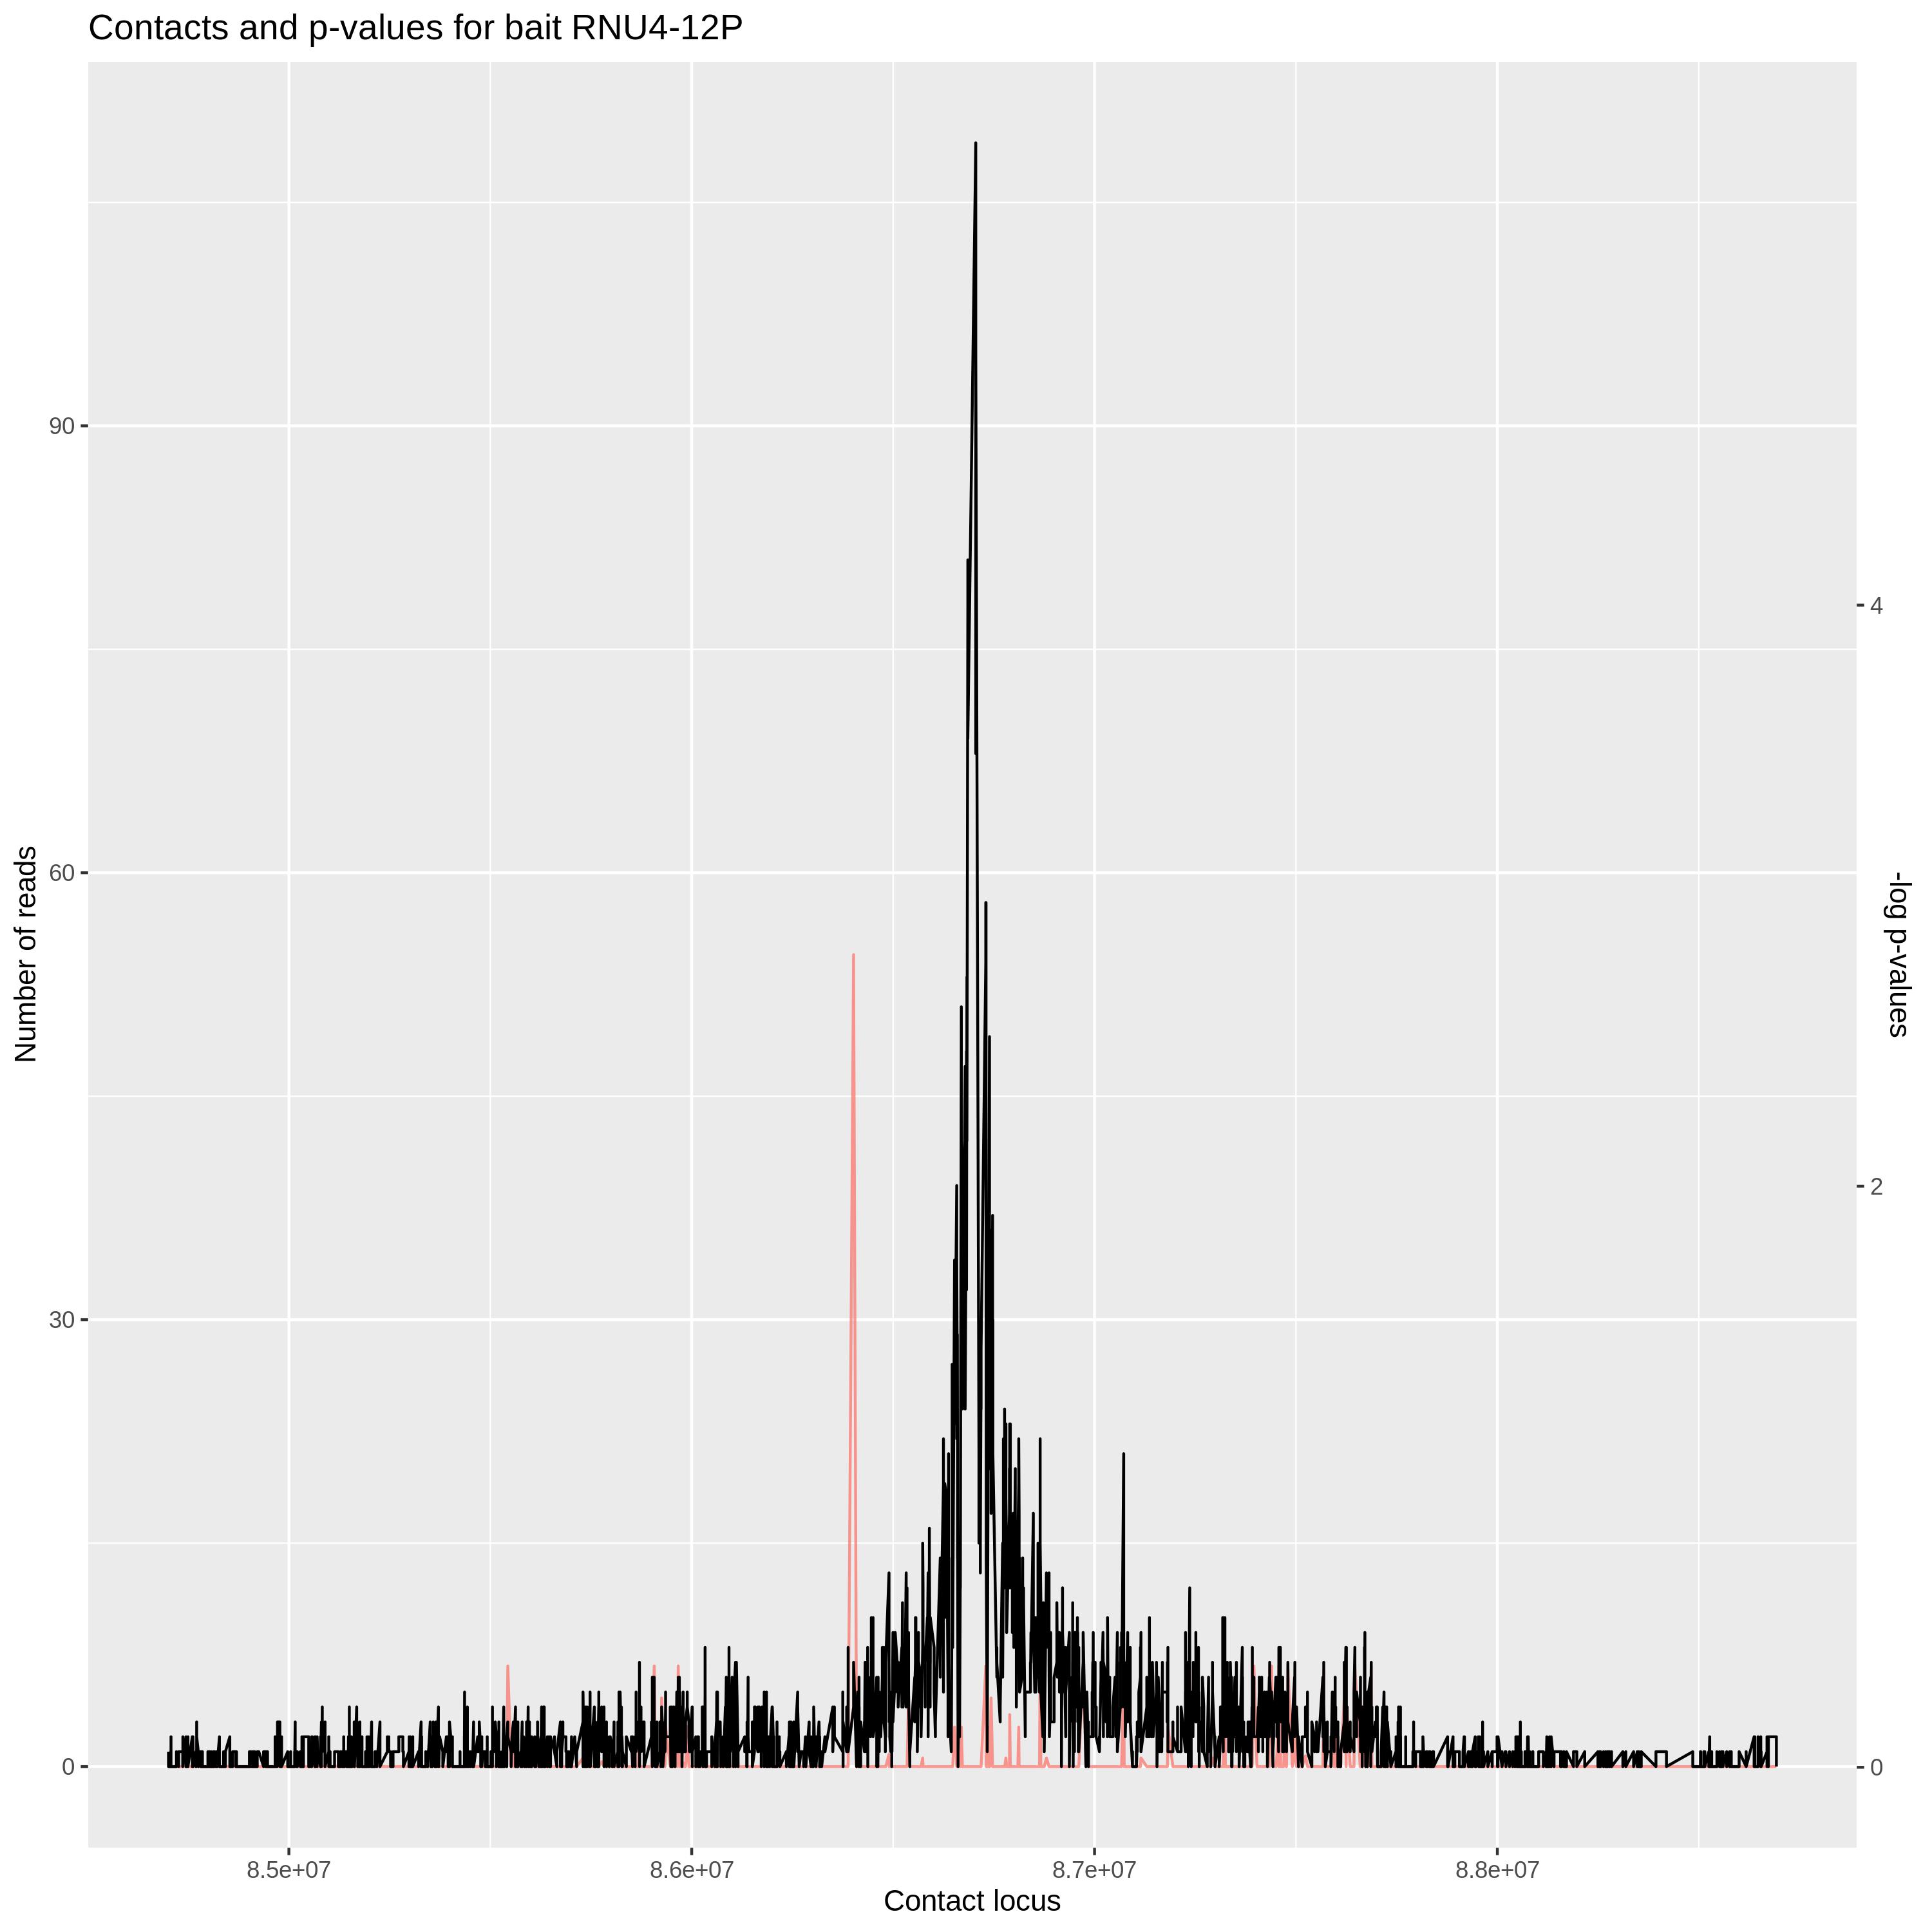 Contacts and p-values for bait RNU4-12P
90
60
30
0
4
2
0
Number of reads
-log p-values
8.5e+07
8.6e+07
8.7e+07
8.8e+07
Contact locus